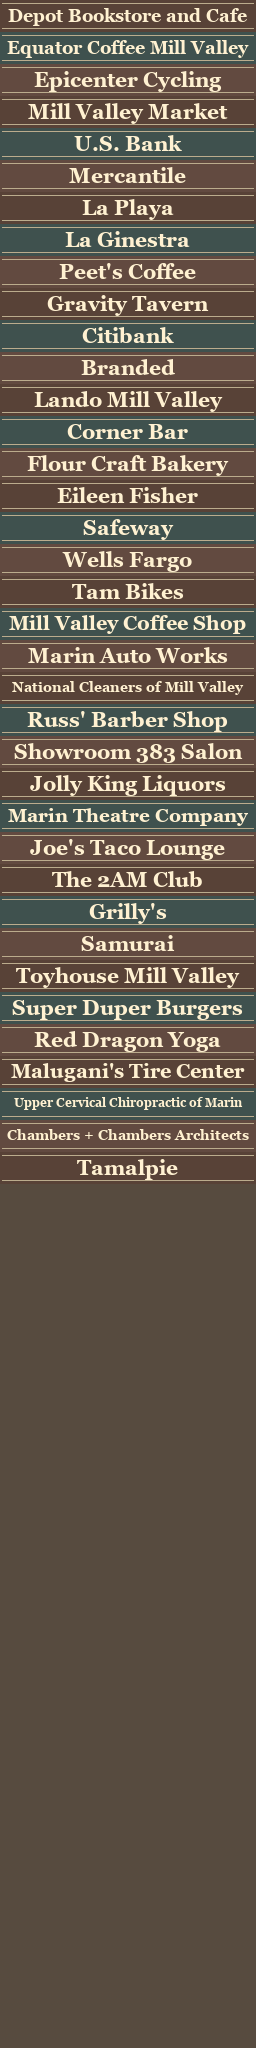 Depot Bookstore and Cafe
Equator Coffee Mill Valley
Epicenter Cycling
Mill Valley Market
U.S. Bank
Mercantile
La Playa
La Ginestra
Peet's Coffee
Gravity Tavern
Citibank
Branded
Lando Mill Valley
Corner Bar
Flour Craft Bakery
Eileen Fisher
Safeway
Wells Fargo
Tam Bikes
Mill Valley Coffee Shop
Marin Auto Works
National Cleaners of Mill Valley
Russ' Barber Shop
Showroom 383 Salon
Jolly King Liquors
Marin Theatre Company
Joe's Taco Lounge
The 2AM Club
Grilly's
Samurai
Toyhouse Mill Valley
Super Duper Burgers
Red Dragon Yoga
Malugani's Tire Center
Upper Cervical Chiropractic of Marin
Chambers + Chambers Architects
Tamalpie